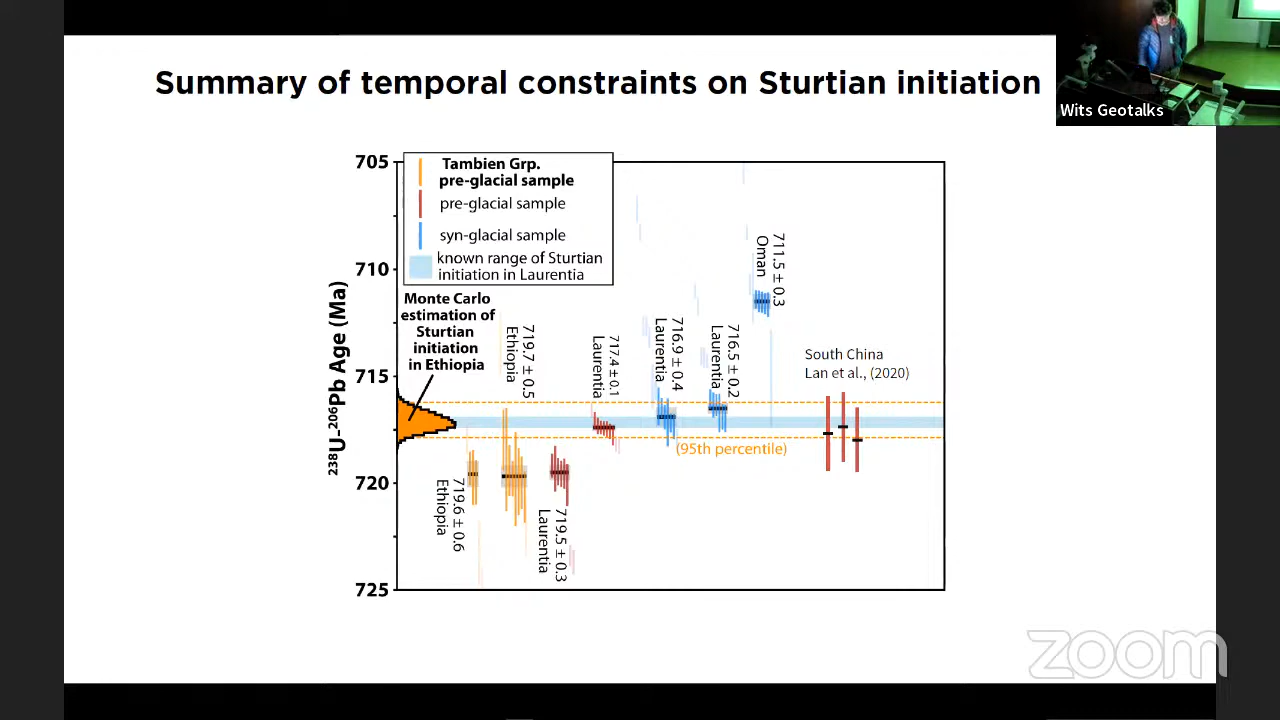 Summary of temporal constraints on Sturtian initiation
Wits Geotalks
705
710
715
720
725
²³⁸U-²⁰⁶Pb Age (Ma)
Tambien Grp.
pre-glacial sample
pre-glacial sample
syn-glacial sample
known range of Sturtian
initiation in Laurentia
Monte Carlo
estimation of
Sturtian
initiation
in Ethiopia
719.6 ± 0.6
Ethiopia
719.7 ± 0.5
Ethiopia
719.5 ± 0.3
Laurentia
717.4 ± 0.1
Laurentia
716.9 ± 0.4
Laurentia
716.5 ± 0.2
Laurentia
711.5 ± 0.3
Oman
South China
Lan et al., (2020)
(95th percentile)
zoom